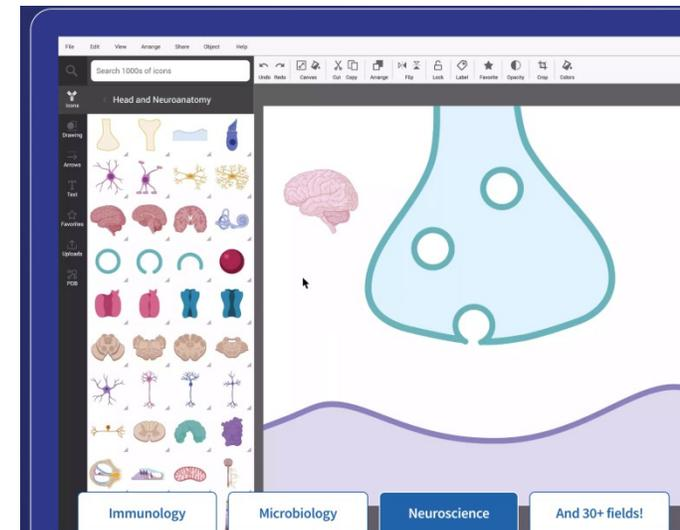 File Edit View Arrange Share Object Help
Search 1000s of icons
Undo Redo Canvas Cut Copy Arrange Flip Lock Label Favorite Opacity Crop Colors
Icons
Head and Neuroanatomy
Drawing
Arrows
Text
Favorites
Uploads
PDB
Immunology
Microbiology
Neuroscience
And 30+ fields!